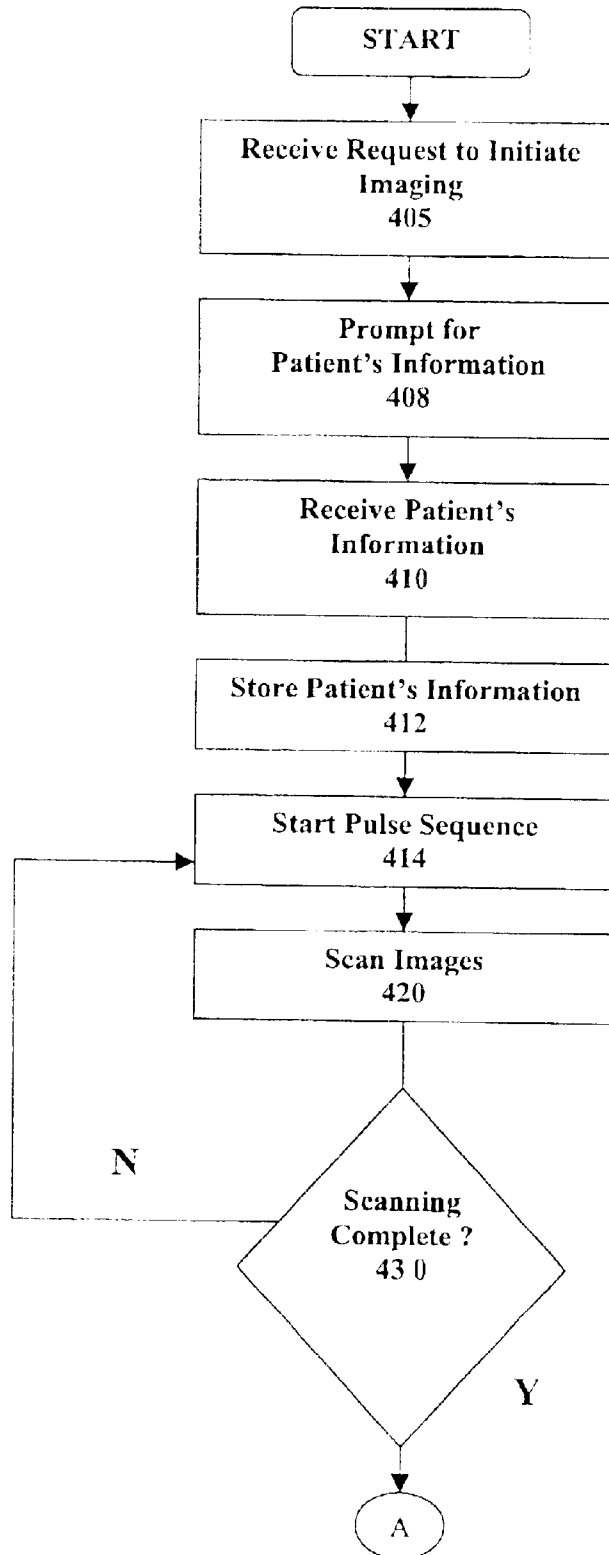 START
Receive Request to Initiate
Imaging
405
Prompt for
Patient's Information
408
Receive Patient's
Information
410
Store Patient's Information
412
Start Pulse Sequence
414
Scan Images
420
N
Scanning
Complete ?
43 0
Y
A